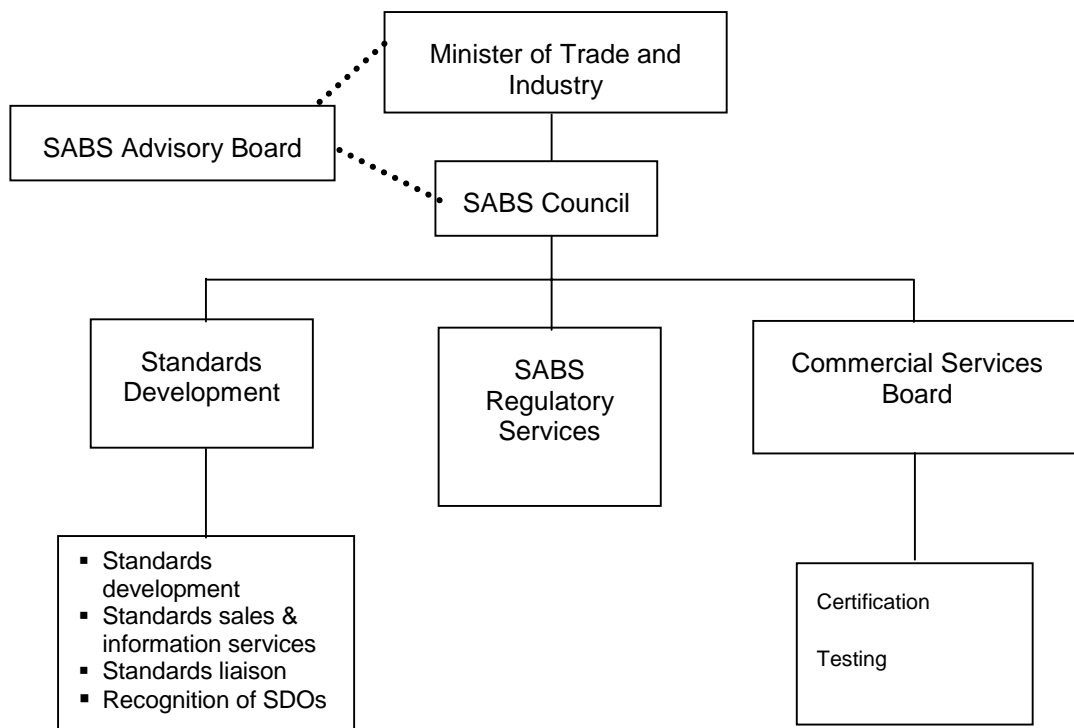 Minister of Trade and
Industry
SABS Advisory Board
SABS Council
Standards
Development
SABS
Regulatory
Services
Commercial Services
Board
▪ Standards
development
▪ Standards sales &
information services
▪ Standards liaison
▪ Recognition of SDOs
Certification
Testing